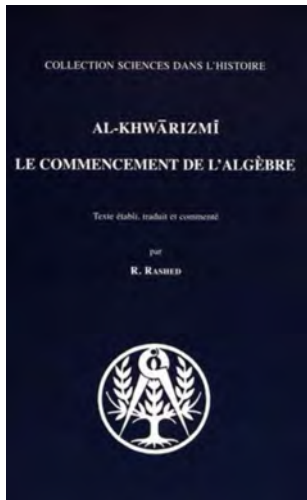 COLLECTION SCIENCES DANS L'HISTOIRE
AL-KHWĀRIZMĪ
LE COMMENCEMENT DE L'ALGÈBRE
Texte établi, traduit et commenté
par
R. RASHED